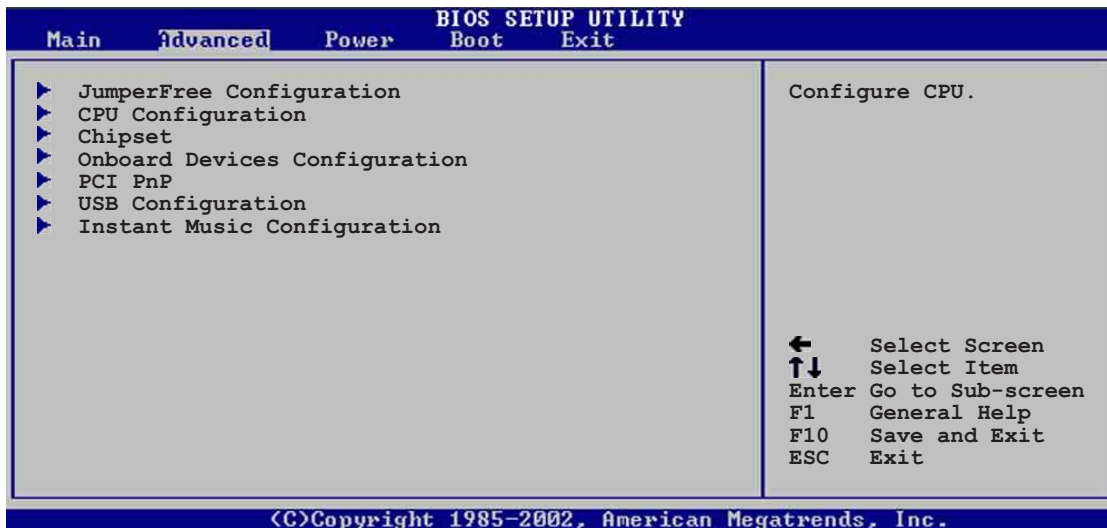 BIOS SETUP UTILITY
Main Advanced Power Boot Exit
JumperFree Configuration
CPU Configuration
Chipset
Onboard Devices Configuration
PCI PnP
USB Configuration
Instant Music Configuration
Configure CPU.
← Select Screen
↑↓ Select Item
Enter Go to Sub-screen
F1 General Help
F10 Save and Exit
ESC Exit
(C)Copyright 1985-2002, American Megatrends, Inc.